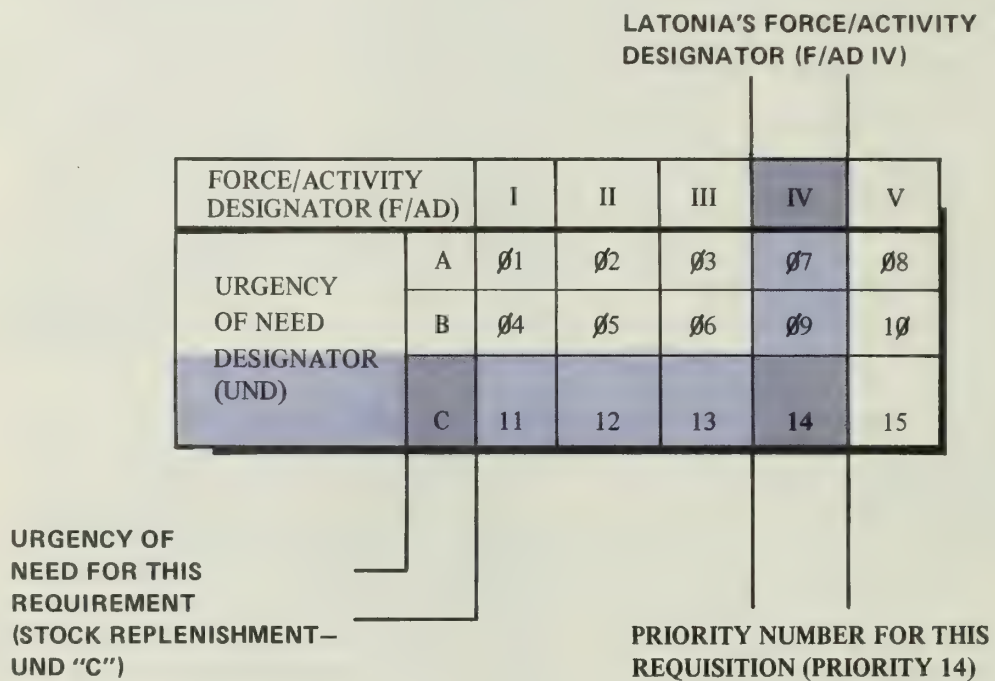 LATONIA'S FORCE/ACTIVITY
DESIGNATOR (F/AD IV)
FORCE/ACTIVITY
DESIGNATOR (F/AD) I II III IV V
URGENCY
OF NEED
DESIGNATOR
(UND)
A Ø1 Ø2 Ø3 Ø7 Ø8
B Ø4 Ø5 Ø6 Ø9 1Ø
C 11 12 13 14 15
URGENCY OF
NEED FOR THIS
REQUIREMENT
(STOCK REPLENISHMENT–
UND "C")
PRIORITY NUMBER FOR THIS
REQUISITION (PRIORITY 14)